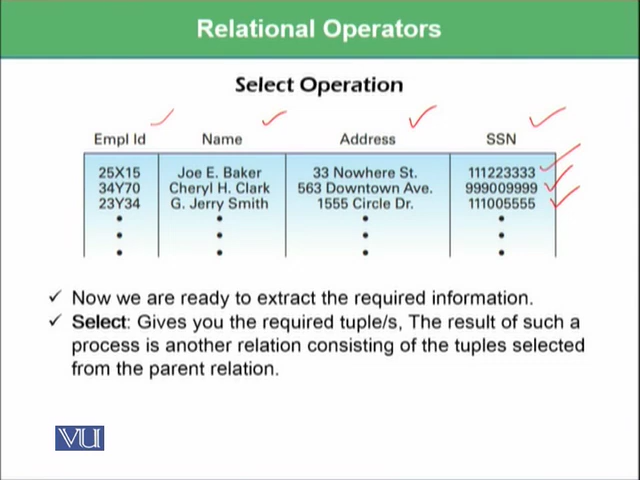 Relational Operators
Select Operation
Empl Id Name Address SSN
25X15 Joe E. Baker 33 Nowhere St. 111223333
34Y70 Cheryl H. Clark 563 Downtown Ave. 999009999
23Y34 G. Jerry Smith 1555 Circle Dr. 111005555
✓ Now we are ready to extract the required information.
✓ Select: Gives you the required tuple/s, The result of such a
process is another relation consisting of the tuples selected
from the parent relation.
VU